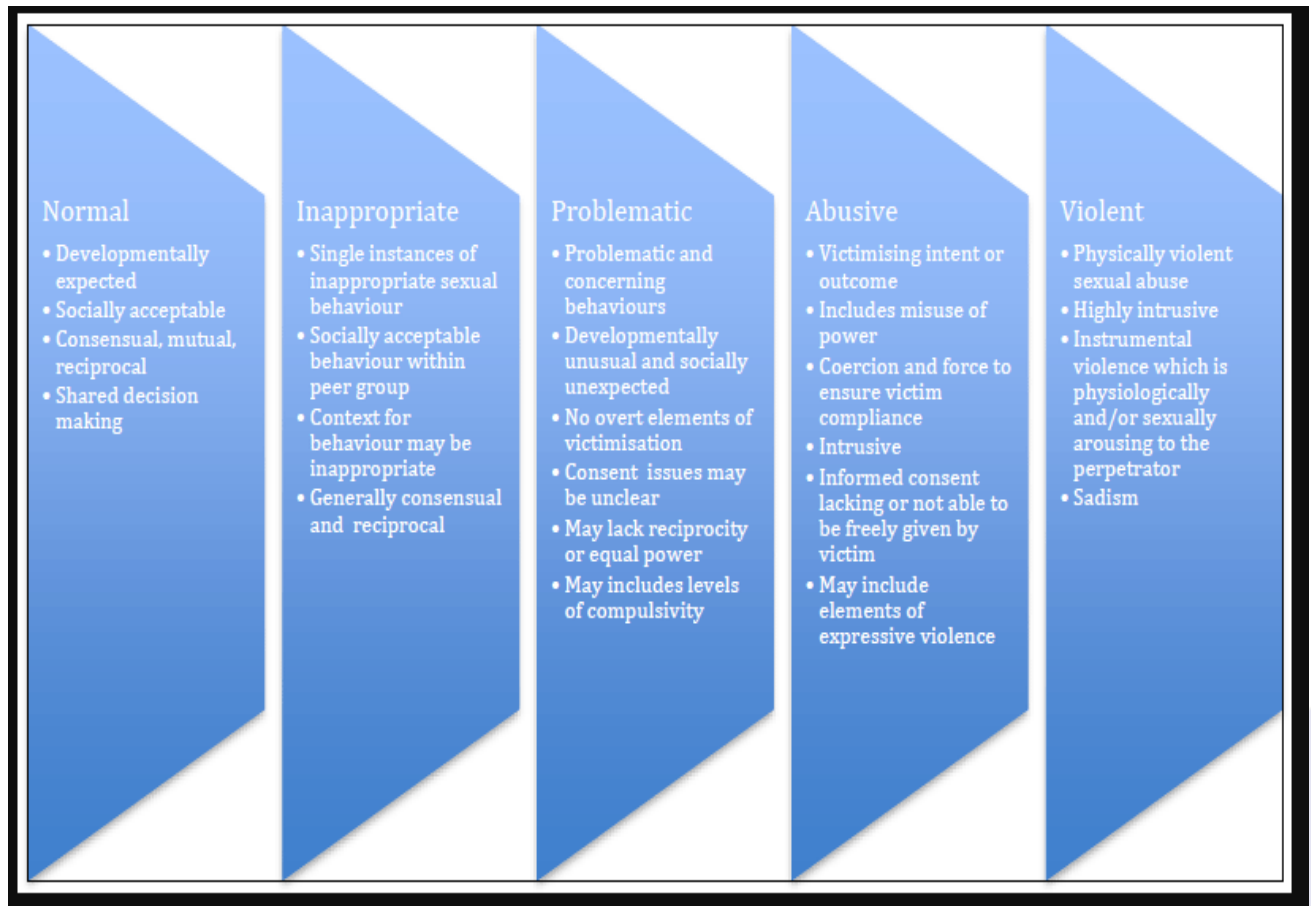 Normal
• Developmentally
expected
• Socially acceptable
• Consensual, mutual,
reciprocal
• Shared decision
making
Inappropriate
• Single instances of
inappropriate sexual
behaviour
• Socially acceptable
behaviour within
peer group
• Context for
behaviour may be
inappropriate
• Generally consensual
and reciprocal
Problematic
• Problematic and
concerning
behaviours
• Developmentally
unusual and socially
unexpected
• No overt elements of
victimisation
• Consent issues may
be unclear
• May lack reciprocity
or equal power
• May includes levels
of compulsivity
Abusive
• Victimising intent or
outcome
• Includes misuse of
power
• Coercion and force to
ensure victim
compliance
• Intrusive
• Informed consent
lacking or not able to
be freely given by
victim
• May include
elements of
expressive violence
Violent
• Physically violent
sexual abuse
• Highly intrusive
• Instrumental
violence which is
physiologically
and/or sexually
arousing to the
perpetrator
• Sadism